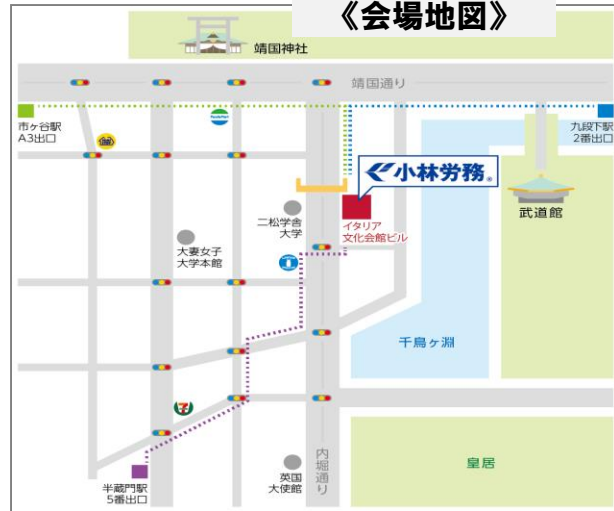 《会場地図》
靖国神社
靖国通り
市ヶ谷駅
A3出口
FamilyMart
九段下駅
2番出口
小林労務®
武道館
二松学舎
大学
イタリア
文化会館ビル
大妻女子
大学本館
千鳥ヶ淵
7
半蔵門駅
5番出口
英国
大使館
内堀通り
皇居